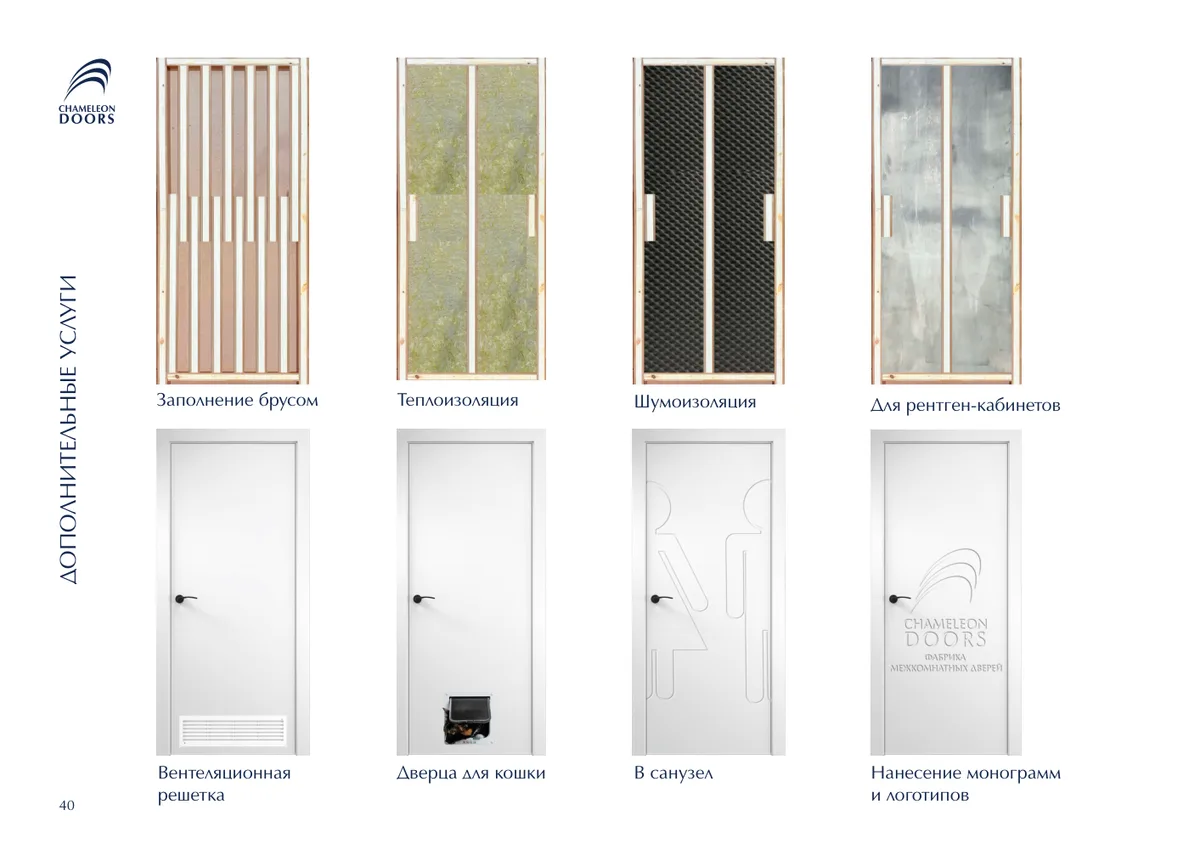 CHAMELEON
DOORS
ДОПОЛНИТЕЛЬНЫЕ УСЛУГИ
Заполнение брусом
Теплоизоляция
Шумоизоляция
Для рентген-кабинетов
CHAMELEON
DOORS
ФАБРИКА
МЕЖКОМНАТНЫХ ДВЕРЕЙ
Вентеляционная
решетка
Дверца для кошки
В санузел
Нанесение монограмм
и логотипов
40